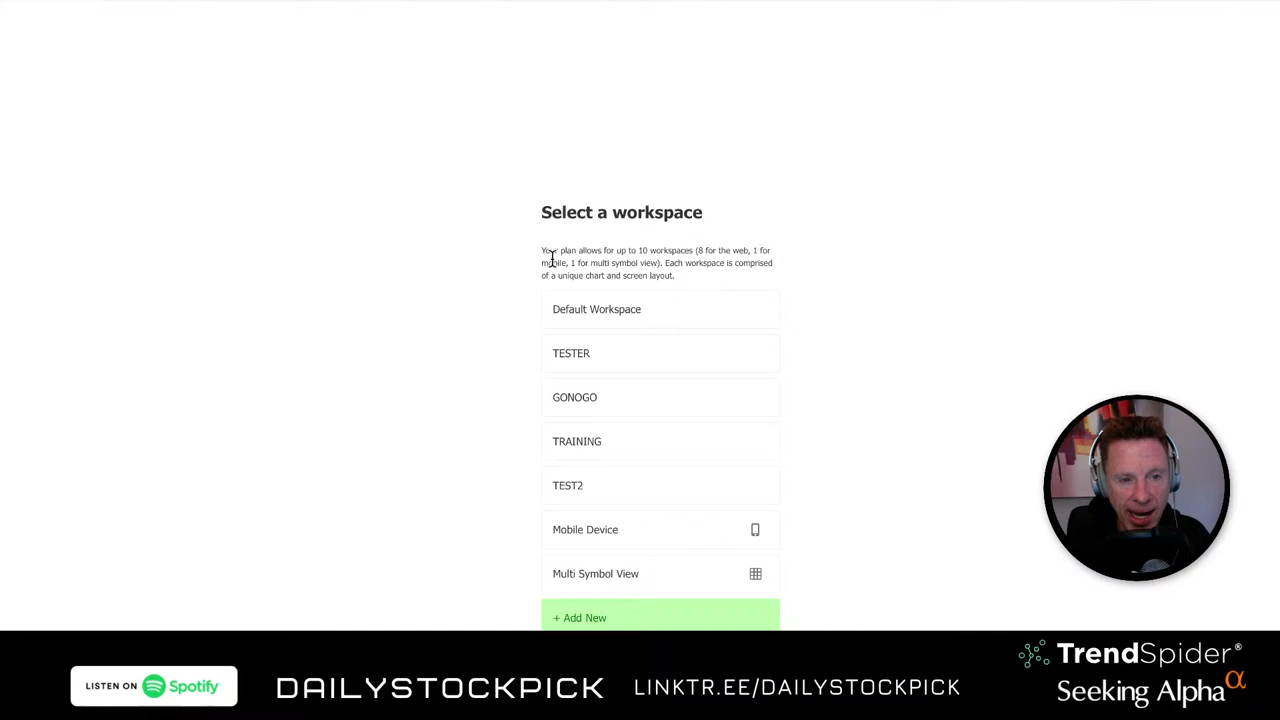 Select a workspace
Your plan allows for up to 10 workspaces (8 for the web, 1 for
mobile, 1 for multi symbol view). Each workspace is comprised
of a unique chart and screen layout.
Default Workspace
TESTER
GONOGO
TRAINING
TEST2
Mobile Device
Multi Symbol View
+ Add New
LISTEN ON Spotify
DAILYSTOCKPICK
LINKTR.EE/DAILYSTOCKPICK
TrendSpider®
Seeking Alpha α